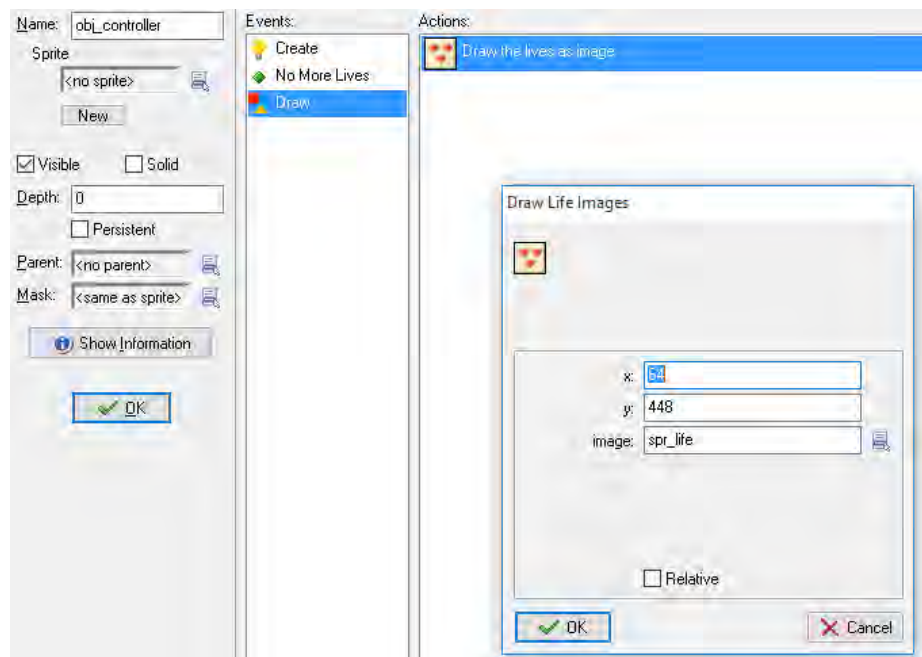 Name: obj_controller
Sprite
<no sprite>
New
Visible Solid
Depth: 0
Persistent
Parent: <no parent>
Mask: <same as sprite>
Show Information
OK
Events:
Create
No More Lives
Draw
Actions:
Draw the lives as image
Draw Life Images
x: 64
y: 448
image: spr_life
Relative
OK Cancel